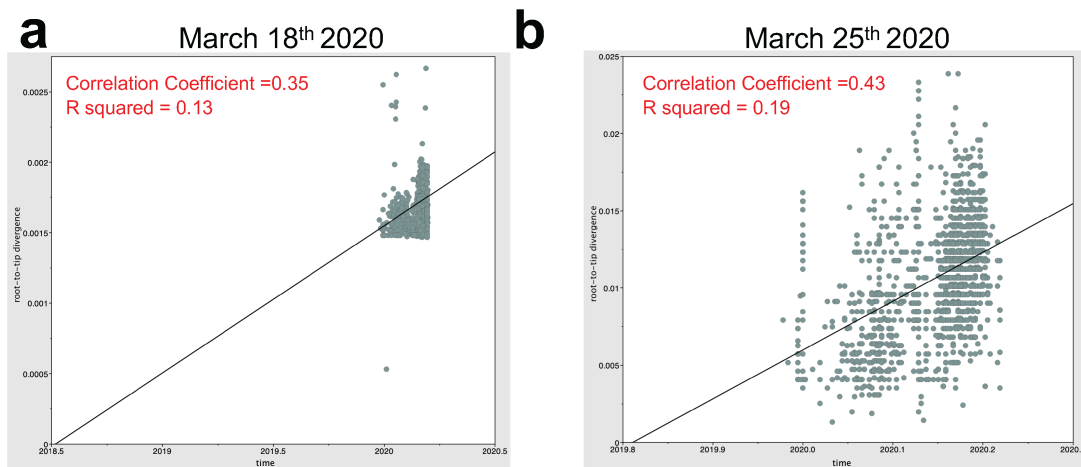 a
March 18th 2020
Correlation Coefficient =0.35
R squared = 0.13
root-to-tip divergence
0.0025
0.002
0.0015
0.001
0.0005
0
2018.5
2019
2019.5
2020
2020.5
time
b
March 25th 2020
Correlation Coefficient =0.43
R squared = 0.19
root-to-tip divergence
0.025
0.02
0.015
0.01
0.005
0
2019.8
2019.9
2020.0
2020.1
2020.2
2020.
time